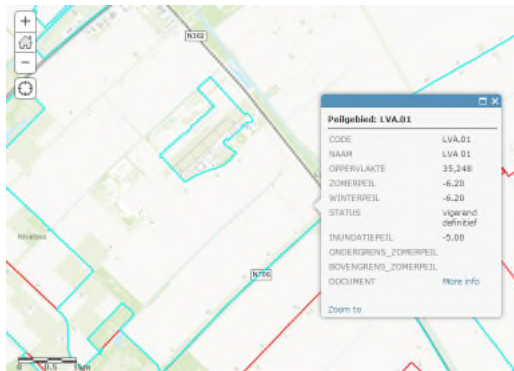 +
−
N302
N706
0
0.5
1km
Peilgebied: LVA.01
CODE LVA.01
NAAM LVA 01
OPPERVLAKTE 35,248
ZOMERPEIL -6.20
WINTERPEIL -6.20
STATUS vigerend
definitief
INUNDATIEPEIL -5.00
ONDERGRENS_ZOMERPEIL
BOVENGRENS_ZOMERPEIL
DOCUMENT More info
Zoom to